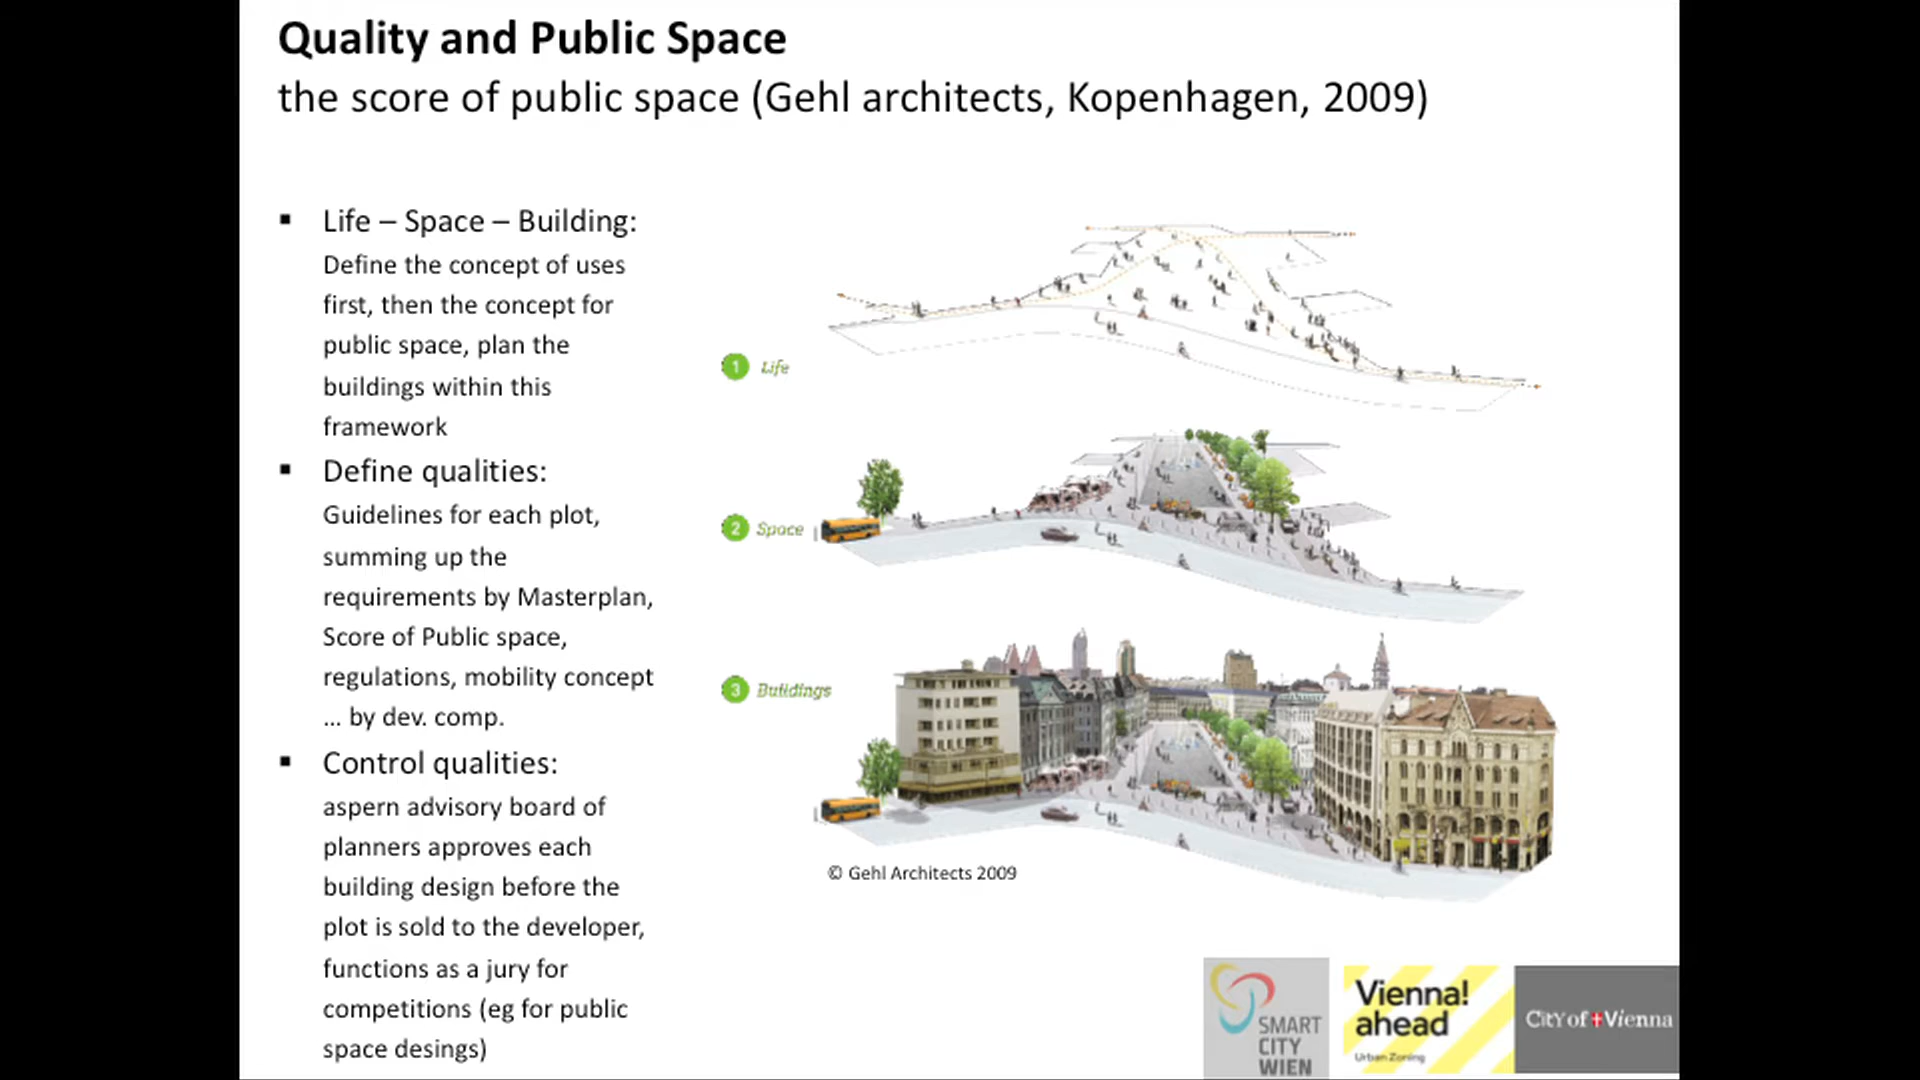 Quality and Public Space
the score of public space (Gehl architects, Kopenhagen, 2009)
▪ Life – Space – Building:
Define the concept of uses
first, then the concept for
public space, plan the
buildings within this
framework
▪ Define qualities:
Guidelines for each plot,
summing up the
requirements by Masterplan,
Score of Public space,
regulations, mobility concept
... by dev. comp.
▪ Control qualities:
aspern advisory board of
planners approves each
building design before the
plot is sold to the developer,
functions as a jury for
competitions (eg for public
space desings)
1 Life
2 Space
3 Buildings
© Gehl Architects 2009
SMART
CITY
WIEN
Vienna!
ahead
Urban Zoning
City of Vienna